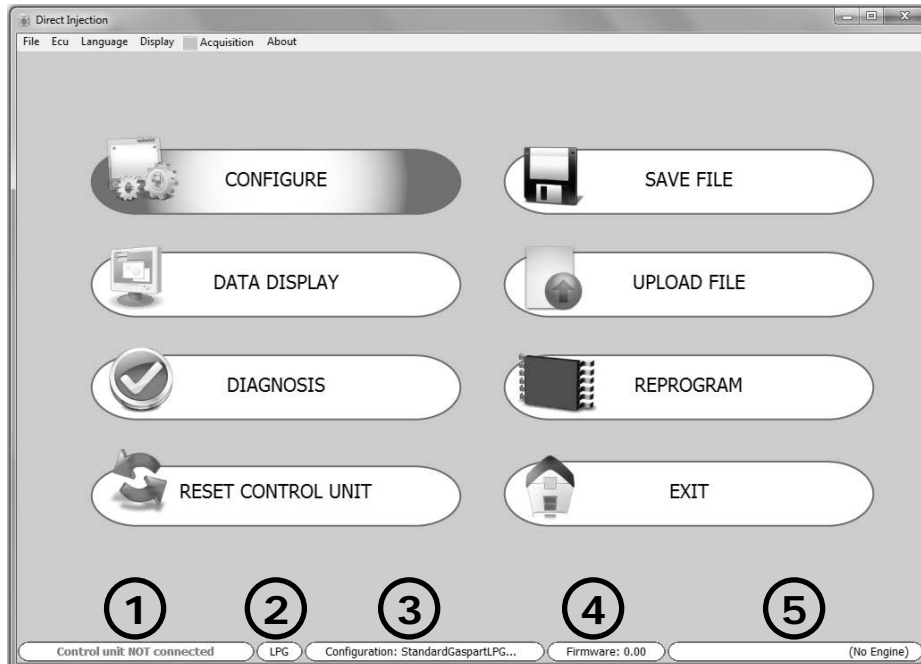 Direct Injection
File Ecu Language Display Acquisition About
CONFIGURE
SAVE FILE
DATA DISPLAY
UPLOAD FILE
DIAGNOSIS
REPROGRAM
RESET CONTROL UNIT
EXIT
1 2 3 4 5
Control unit NOT connected LPG Configuration: StandardGaspartLPG... Firmware: 0.00 (No Engine)